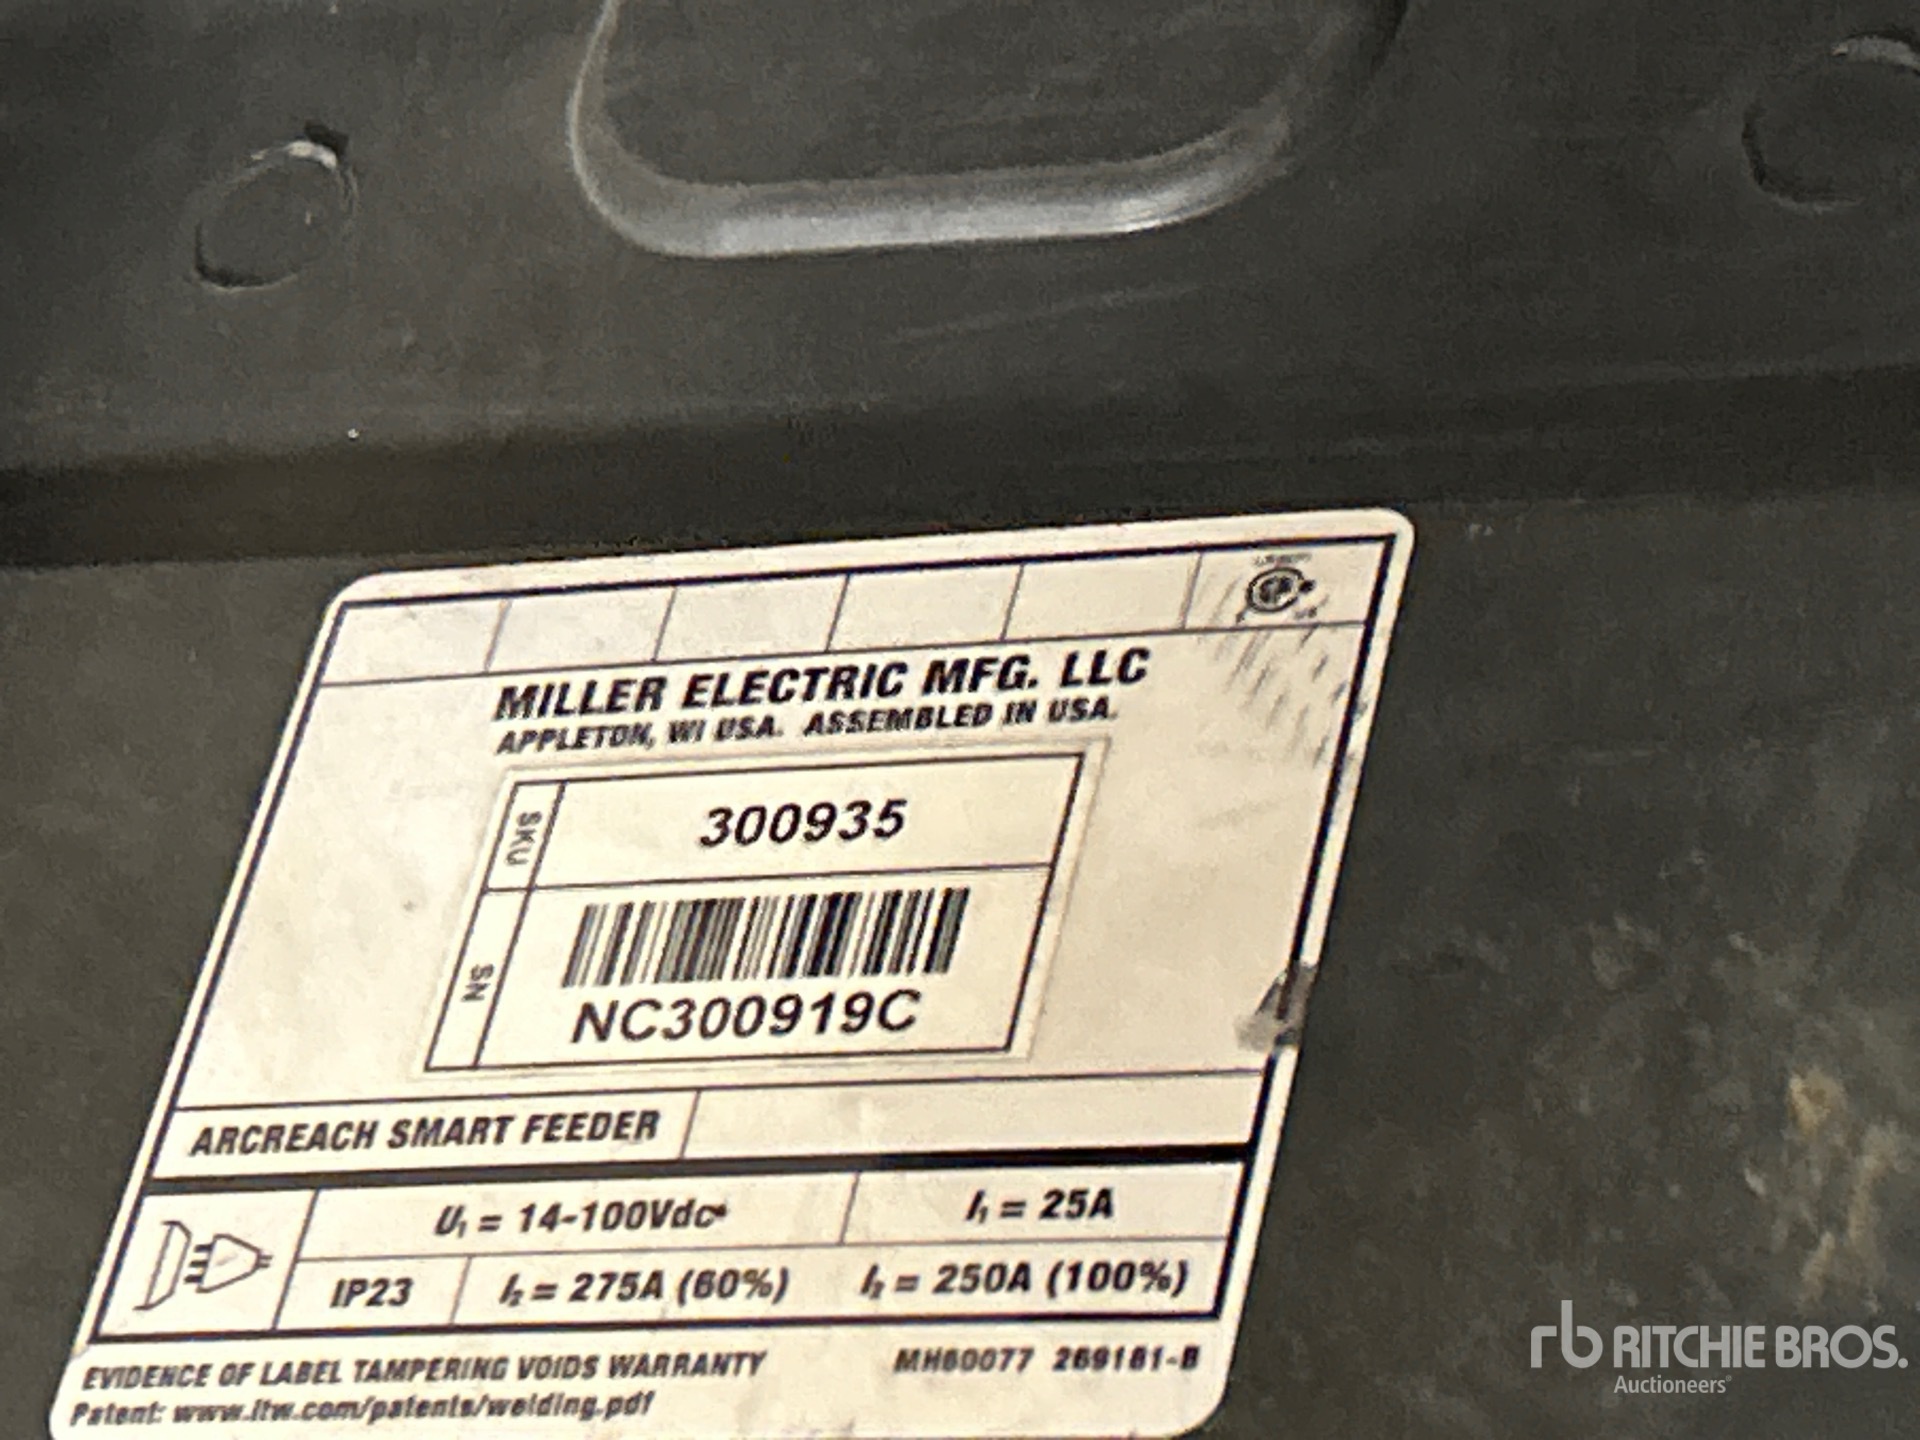 MILLER ELECTRIC MFG. LLC
APPLETON, WI USA. ASSEMBLED IN USA.
SKU
300935
SN
NC300919C
ARCREACH SMART FEEDER
U₁ = 14-100Vdc*
I₁ = 25A
IP23
I₂ = 275A (60%)
I₂ = 250A (100%)
EVIDENCE OF LABEL TAMPERING VOIDS WARRANTY
MH60077 269161-B
Patent: www.itw.com/patents/welding.pdf
rb RITCHIE BROS.
Auctioneers